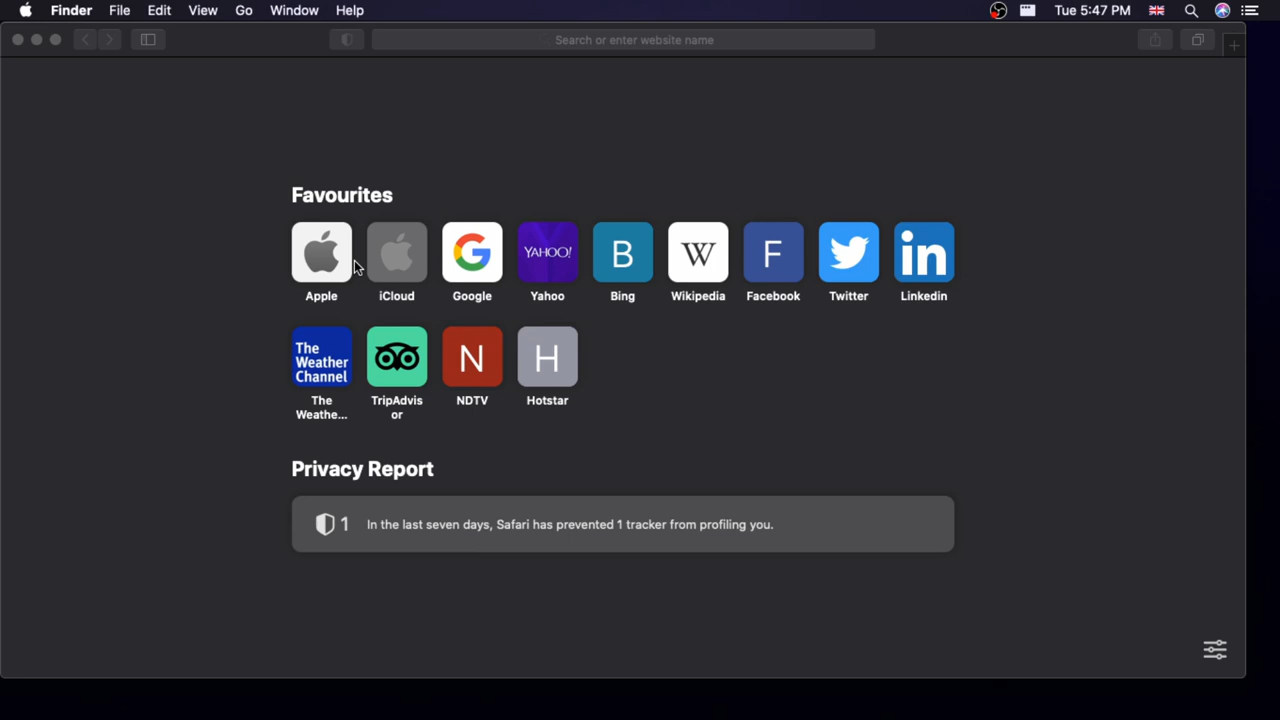 Finder File Edit View Go Window Help Tue 5:47 PM
Search or enter website name
Favourites
YAHOO! B W F in
Apple iCloud Google Yahoo Bing Wikipedia Facebook Twitter Linkedin
The Weather Channel N H
The Weathe... TripAdvisor NDTV Hotstar
Privacy Report
1 In the last seven days, Safari has prevented 1 tracker from profiling you.